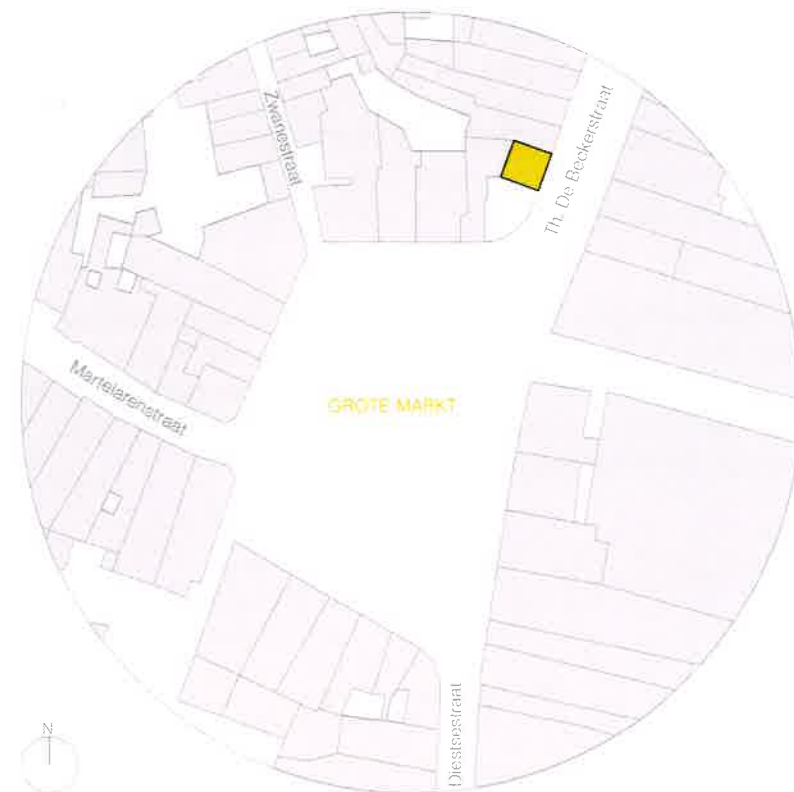 Zwanestraat
Th. De Beckerstraat
Martelarenstraat
GROTE MARKT
Diestsestraat
N